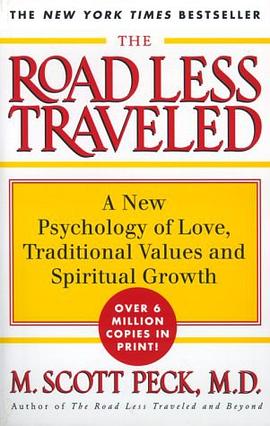 THE NEW YORK TIMES BESTSELLER
THE
ROAD LESS
TRAVELED
A New
Psychology of Love,
Traditional Values and
Spiritual Growth
OVER 6
MILLION
COPIES IN
PRINT!
M. SCOTT PECK, M.D.
Author of The Road Less Traveled and Beyond